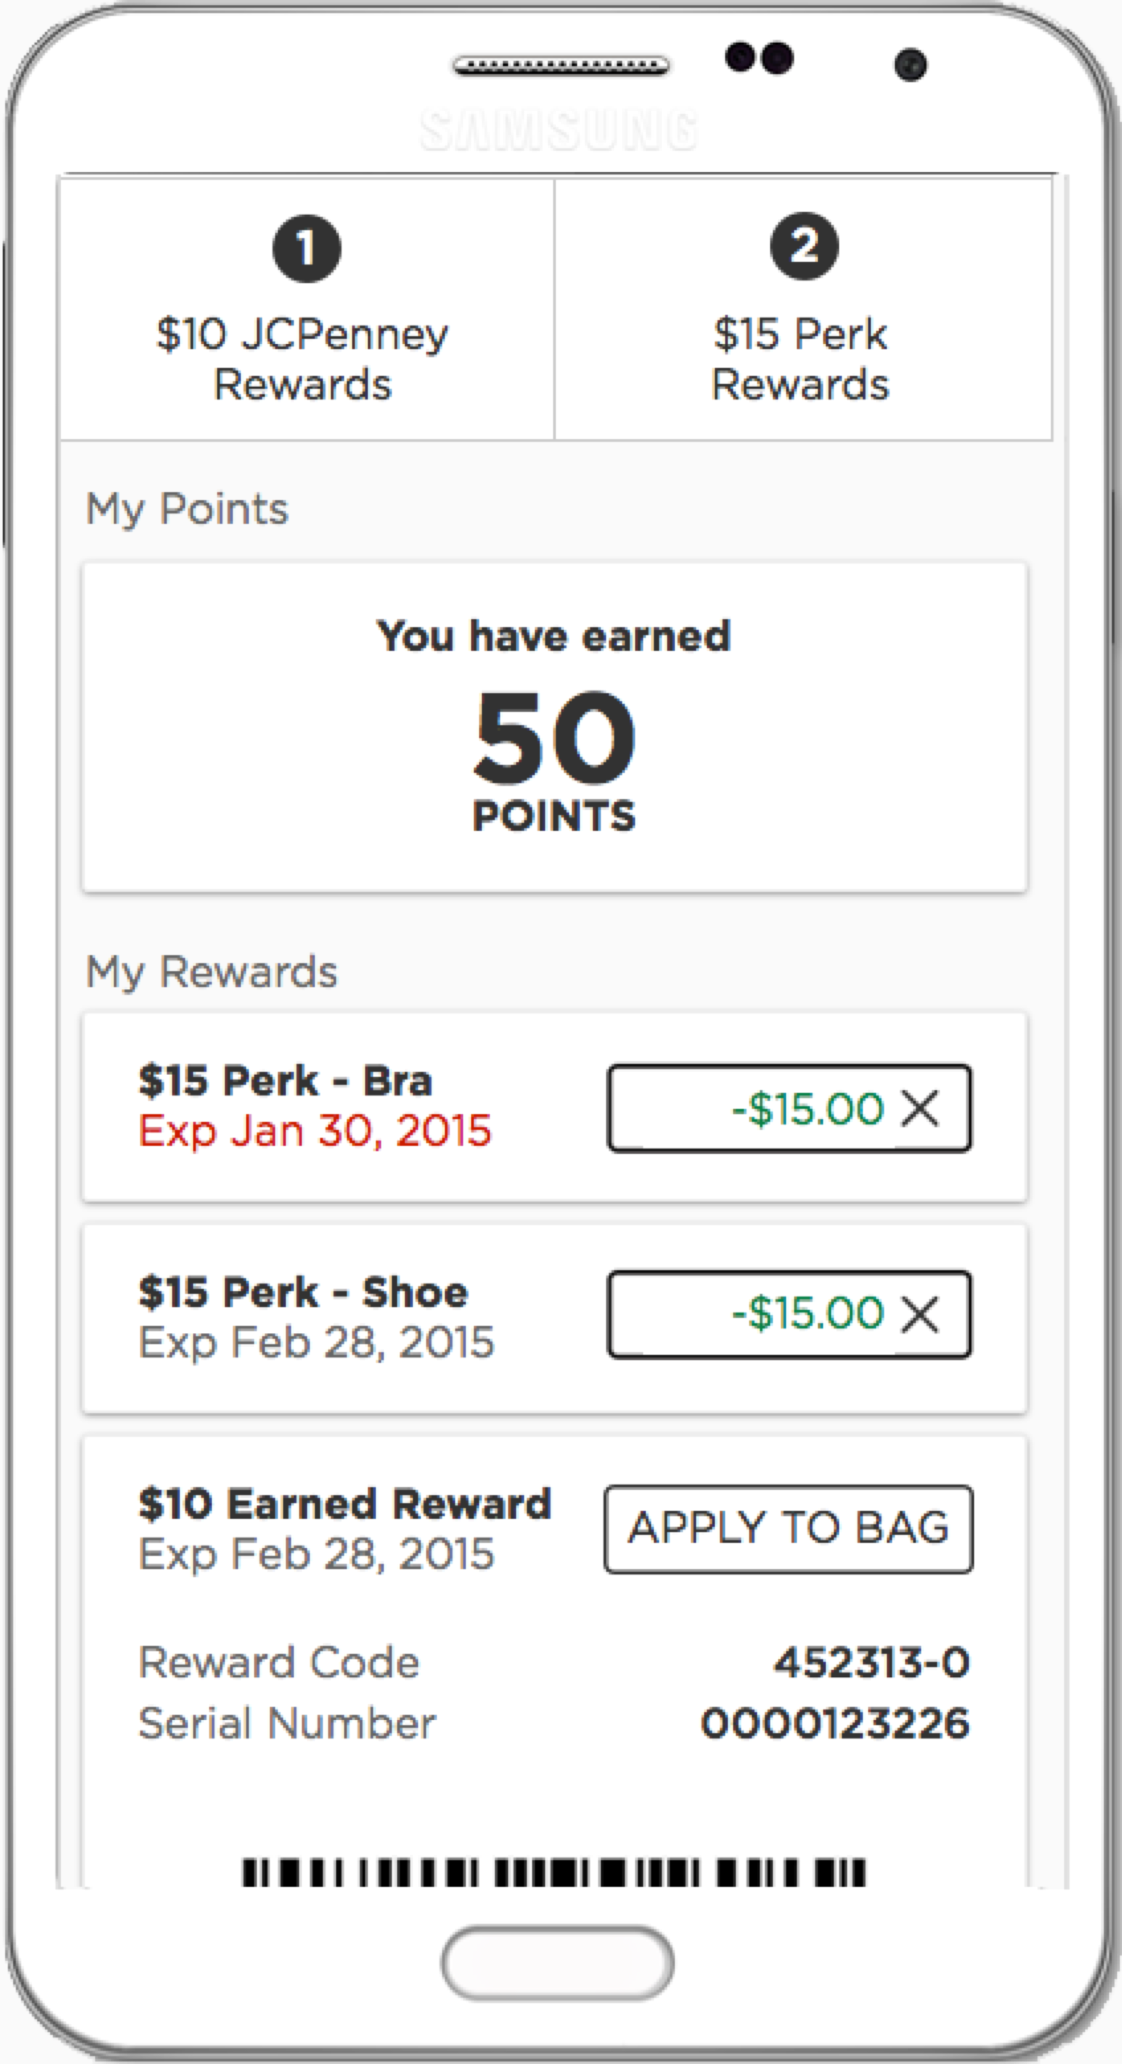 SAMSUNG
1
2
$10 JCPenney
Rewards
$15 Perk
Rewards
My Points
You have earned
50
POINTS
My Rewards
$15 Perk - Bra
Exp Jan 30, 2015
-$15.00 X
$15 Perk - Shoe
Exp Feb 28, 2015
-$15.00 X
$10 Earned Reward
Exp Feb 28, 2015
APPLY TO BAG
Reward Code 452313-0
Serial Number 0000123226